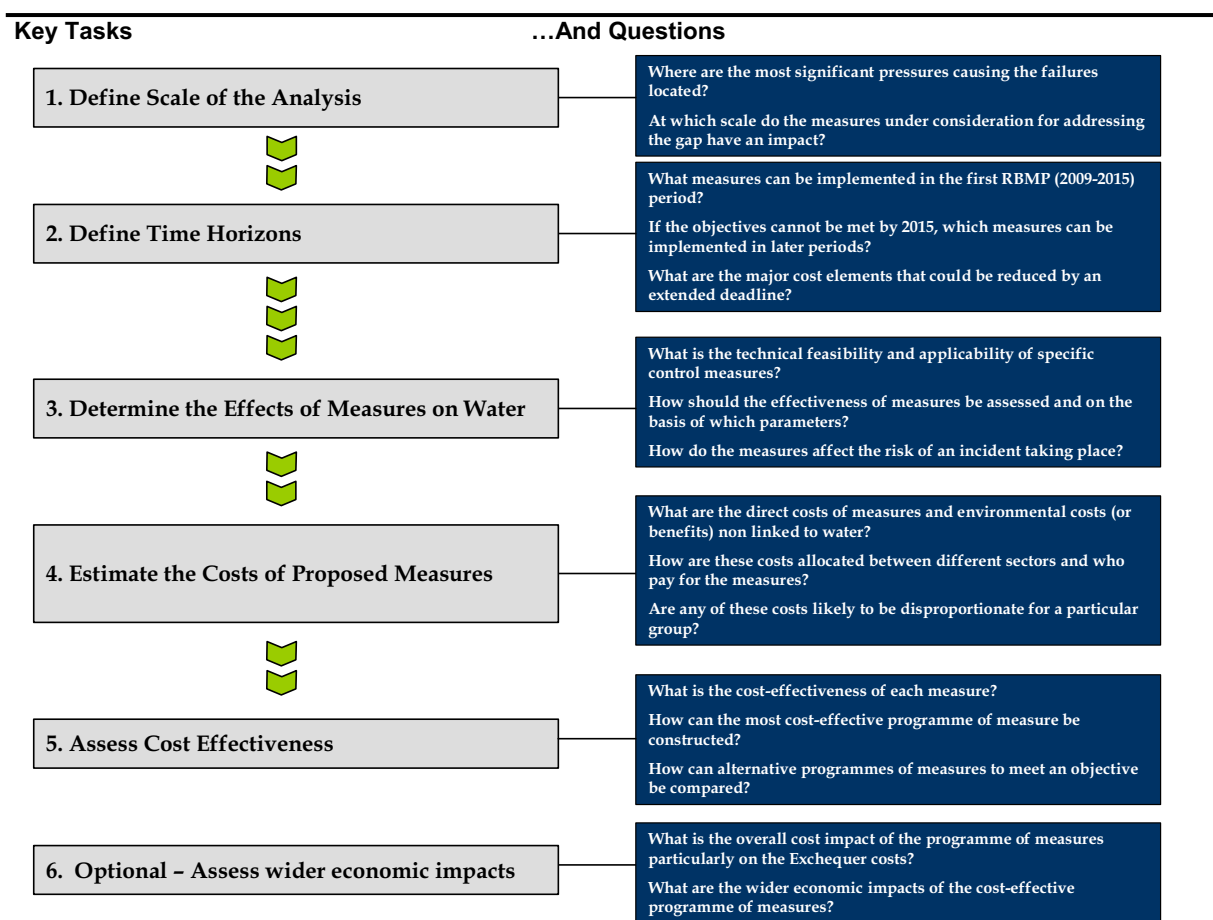 Key Tasks
…And Questions
1. Define Scale of the Analysis
Where are the most significant pressures causing the failures
located?
At which scale do the measures under consideration for addressing
the gap have an impact?
2. Define Time Horizons
What measures can be implemented in the first RBMP (2009-2015)
period?
If the objectives cannot be met by 2015, which measures can be
implemented in later periods?
What are the major cost elements that could be reduced by an
extended deadline?
3. Determine the Effects of Measures on Water
What is the technical feasibility and applicability of specific
control measures?
How should the effectiveness of measures be assessed and on the
basis of which parameters?
How do the measures affect the risk of an incident taking place?
4. Estimate the Costs of Proposed Measures
What are the direct costs of measures and environmental costs (or
benefits) non linked to water?
How are these costs allocated between different sectors and who
pay for the measures?
Are any of these costs likely to be disproportionate for a particular
group?
5. Assess Cost Effectiveness
What is the cost-effectiveness of each measure?
How can the most cost-effective programme of measure be
constructed?
How can alternative programmes of measures to meet an objective
be compared?
6. Optional – Assess wider economic impacts
What is the overall cost impact of the programme of measures
particularly on the Exchequer costs?
What are the wider economic impacts of the cost-effective
programme of measures?